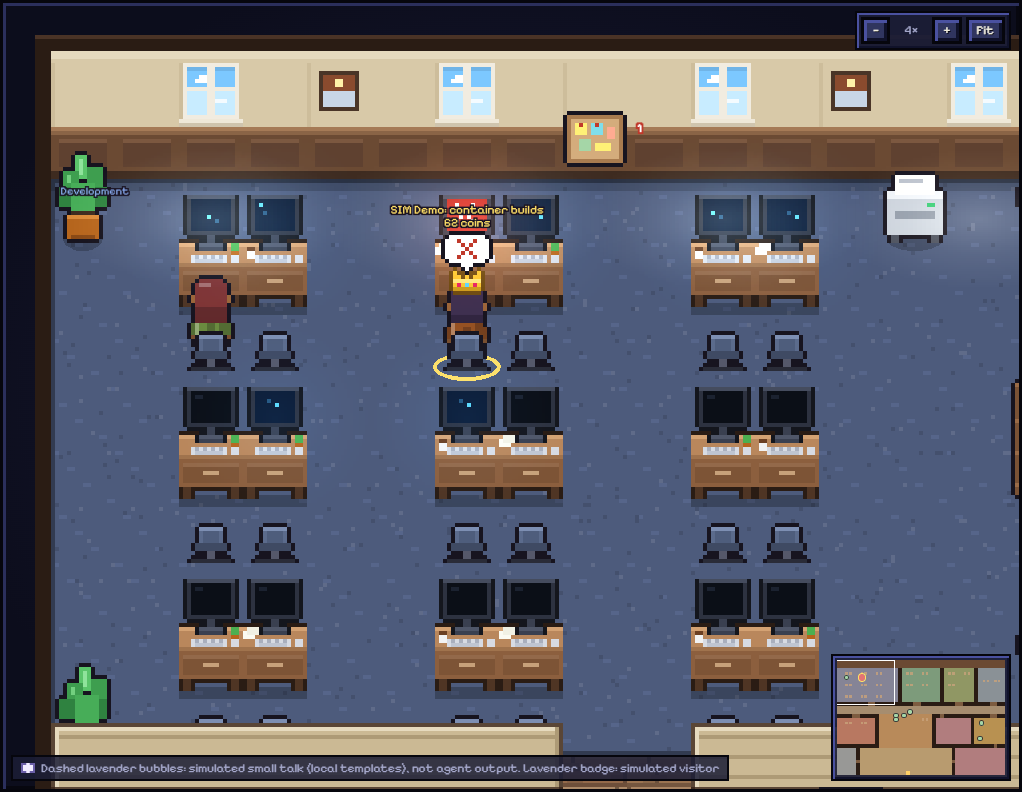 - 4× + Fit
1
Development
SIM Demo: container builds
68 coins
Dashed lavender bubbles: simulated small talk (local templates), not agent output. Lavender badge: simulated visitor